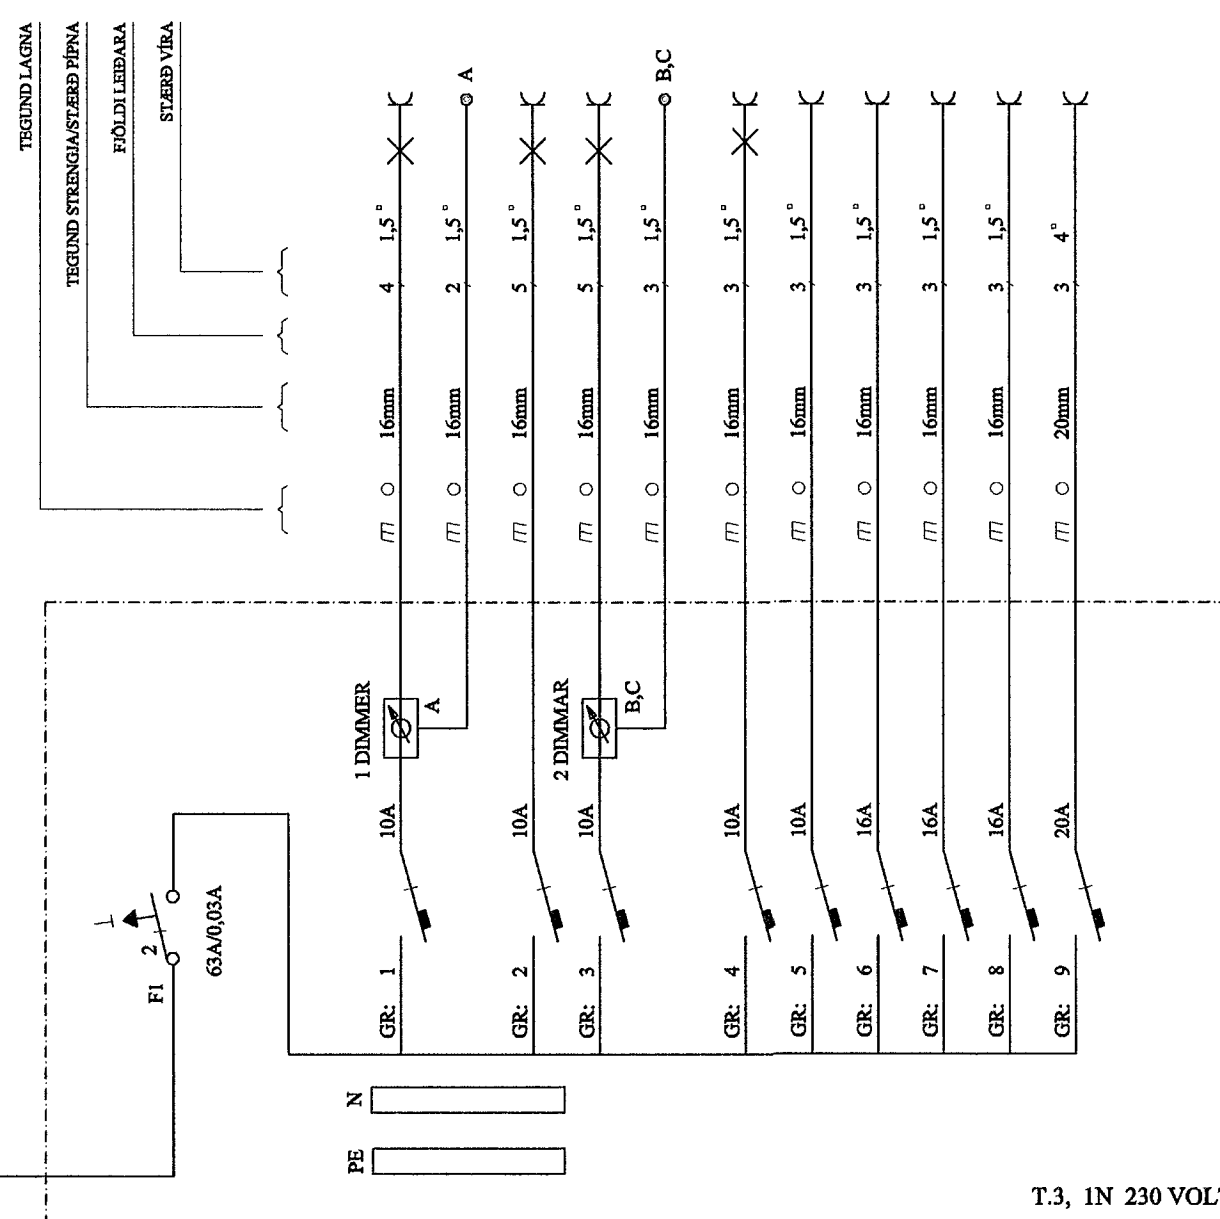 TEGUND LAGNA
TEGUND STRENGJA/STÆRÐ PÍPNA
FJÖLDI LEIÐARA
STÆRÐ VÍRA
F1
2
63A/0,03A
GR: 1 10A 16mm 4 1,5
1 DIMMER
A
16mm 2 1,5 A
GR: 2 10A 16mm 5 1,5
GR: 3 10A 16mm 5 1,5
2 DIMMAR
B,C
16mm 3 1,5 B,C
GR: 4 10A 16mm 3 1,5
GR: 5 10A 16mm 3 1,5
GR: 6 16A 16mm 3 1,5
GR: 7 16A 16mm 3 1,5
GR: 8 16A 16mm 3 1,5
GR: 9 20A 20mm 3 4
N
PE
T.3, 1N 230 VOLT